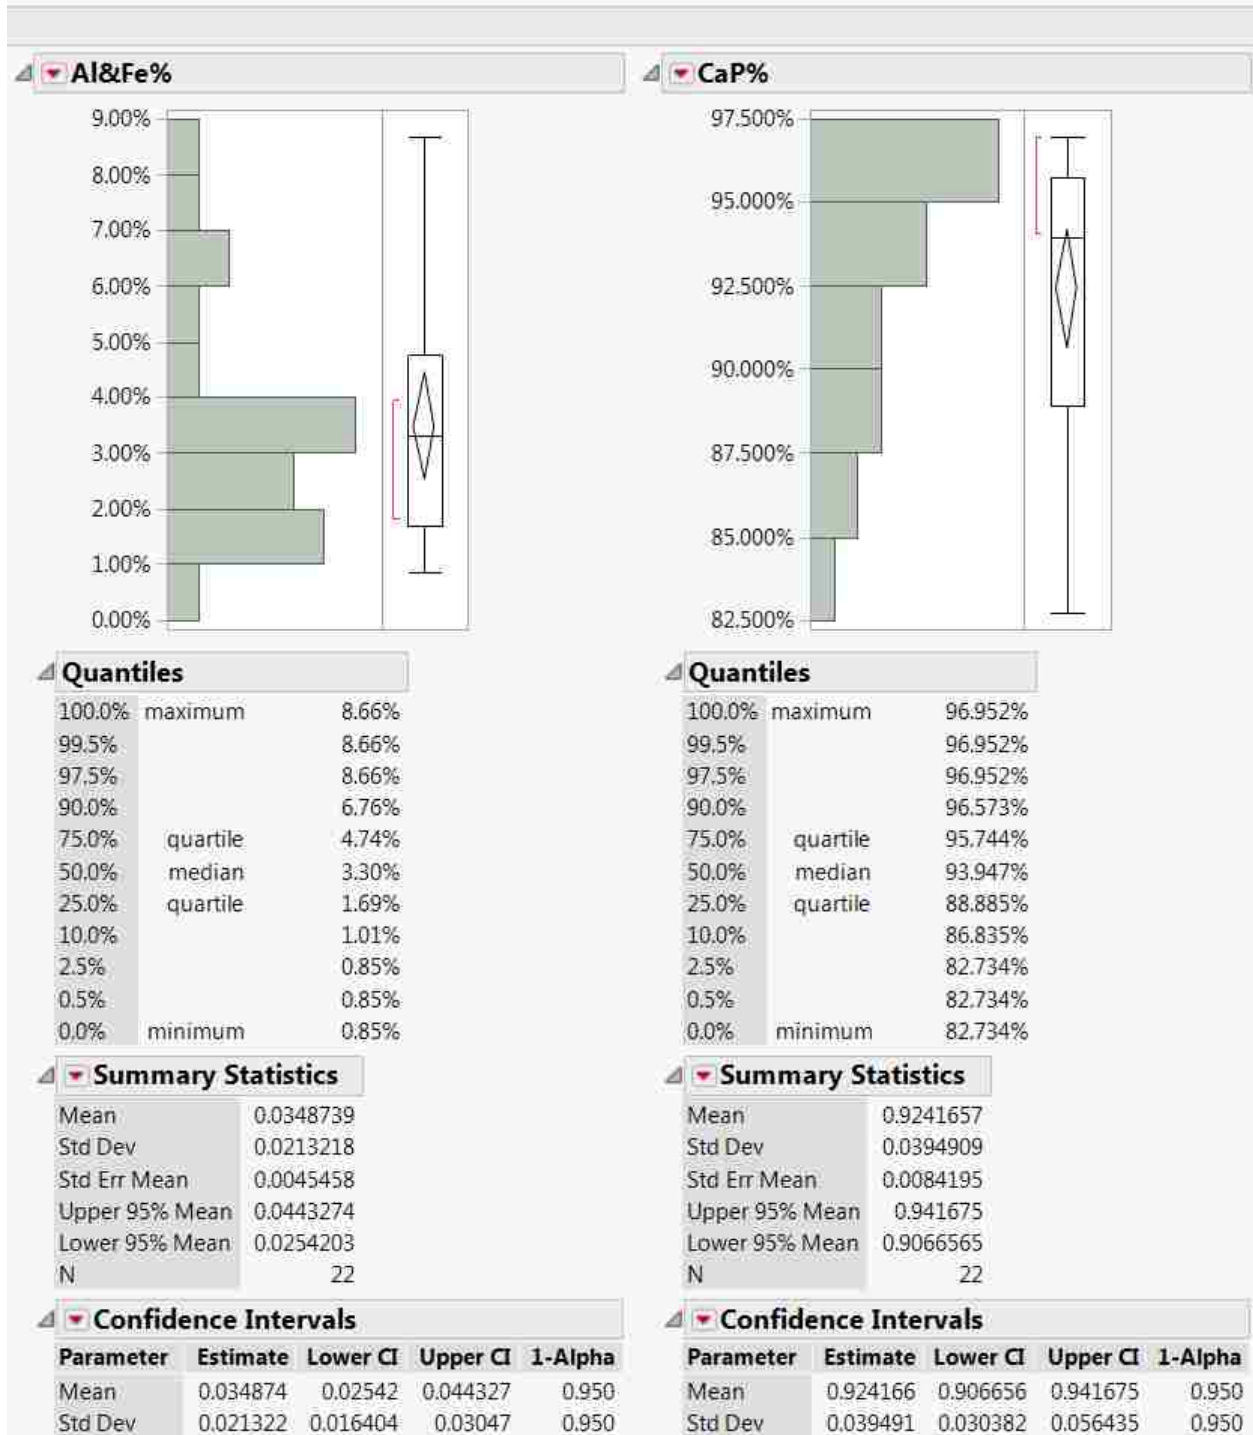 Al&Fe%
9.00%
8.00%
7.00%
6.00%
5.00%
4.00%
3.00%
2.00%
1.00%
0.00%
Quantiles
100.0% maximum 8.66%
99.5% 8.66%
97.5% 8.66%
90.0% 6.76%
75.0% quartile 4.74%
50.0% median 3.30%
25.0% quartile 1.69%
10.0% 1.01%
2.5% 0.85%
0.5% 0.85%
0.0% minimum 0.85%
Summary Statistics
Mean 0.0348739
Std Dev 0.0213218
Std Err Mean 0.0045458
Upper 95% Mean 0.0443274
Lower 95% Mean 0.0254203
N 22
Confidence Intervals
Parameter Estimate Lower CI Upper CI 1-Alpha
Mean 0.034874 0.02542 0.044327 0.950
Std Dev 0.021322 0.016404 0.03047 0.950
CaP%
97.500%
95.000%
92.500%
90.000%
87.500%
85.000%
82.500%
Quantiles
100.0% maximum 96.952%
99.5% 96.952%
97.5% 96.952%
90.0% 96.573%
75.0% quartile 95.744%
50.0% median 93.947%
25.0% quartile 88.885%
10.0% 86.835%
2.5% 82.734%
0.5% 82.734%
0.0% minimum 82.734%
Summary Statistics
Mean 0.9241657
Std Dev 0.0394909
Std Err Mean 0.0084195
Upper 95% Mean 0.941675
Lower 95% Mean 0.9066565
N 22
Confidence Intervals
Parameter Estimate Lower CI Upper CI 1-Alpha
Mean 0.924166 0.906656 0.941675 0.950
Std Dev 0.039491 0.030382 0.056435 0.950